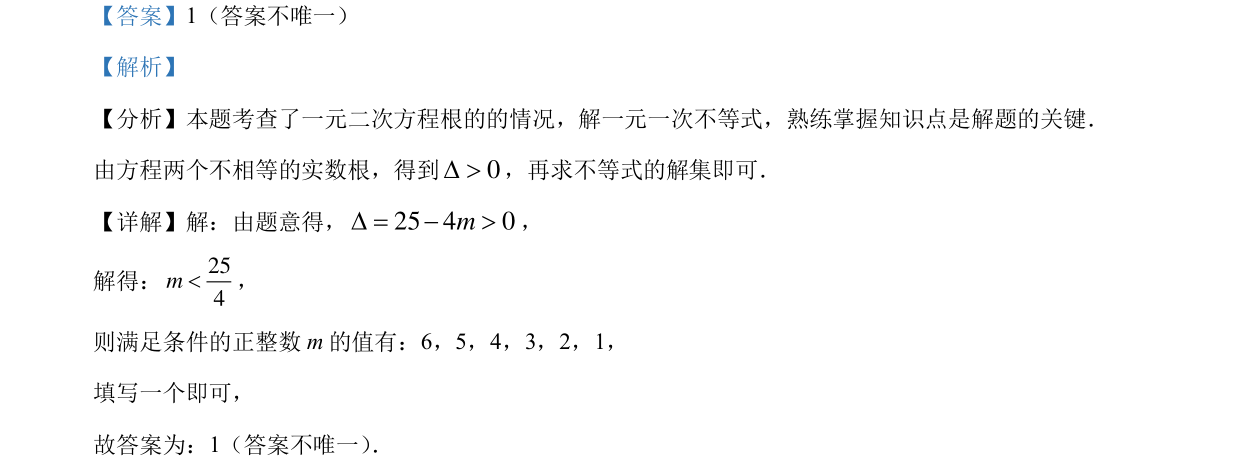 【答案】1（答案不唯一）
【解析】
【分析】本题考查了一元二次方程根的的情况，解一元一次不等式，熟练掌握知识点是解题的关键．
由方程两个不相等的实数根，得到 Δ > 0，再求不等式的解集即可．
【详解】解：由题意得，Δ = 25 − 4m > 0，
解得：m < 25/4，
则满足条件的正整数 m 的值有：6，5，4，3，2，1，
填写一个即可，
故答案为：1（答案不唯一）．